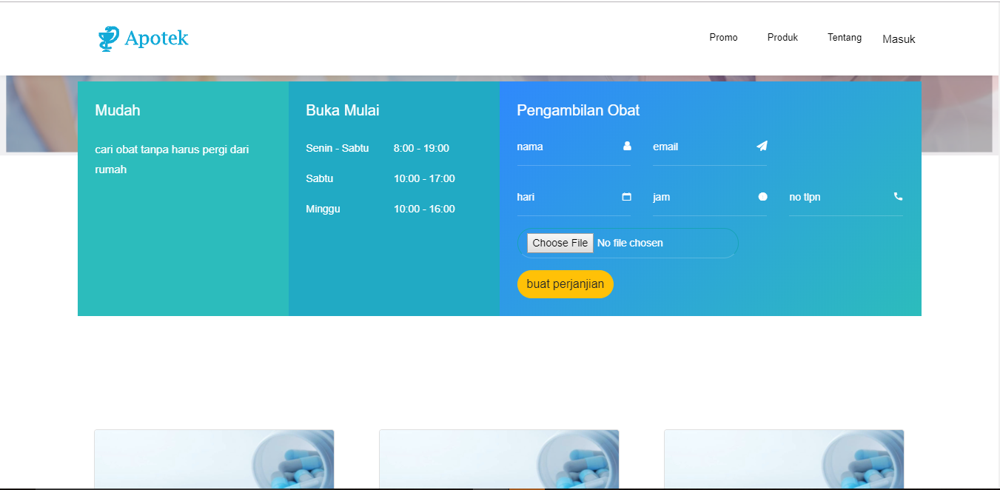 Apotek
Promo Produk Tentang Masuk
Mudah
cari obat tanpa harus pergi dari
rumah
Buka Mulai
Senin - Sabtu 8:00 - 19:00
Sabtu 10:00 - 17:00
Minggu 10:00 - 16:00
Pengambilan Obat
nama email
hari jam no tlpn
Choose File No file chosen
buat perjanjian